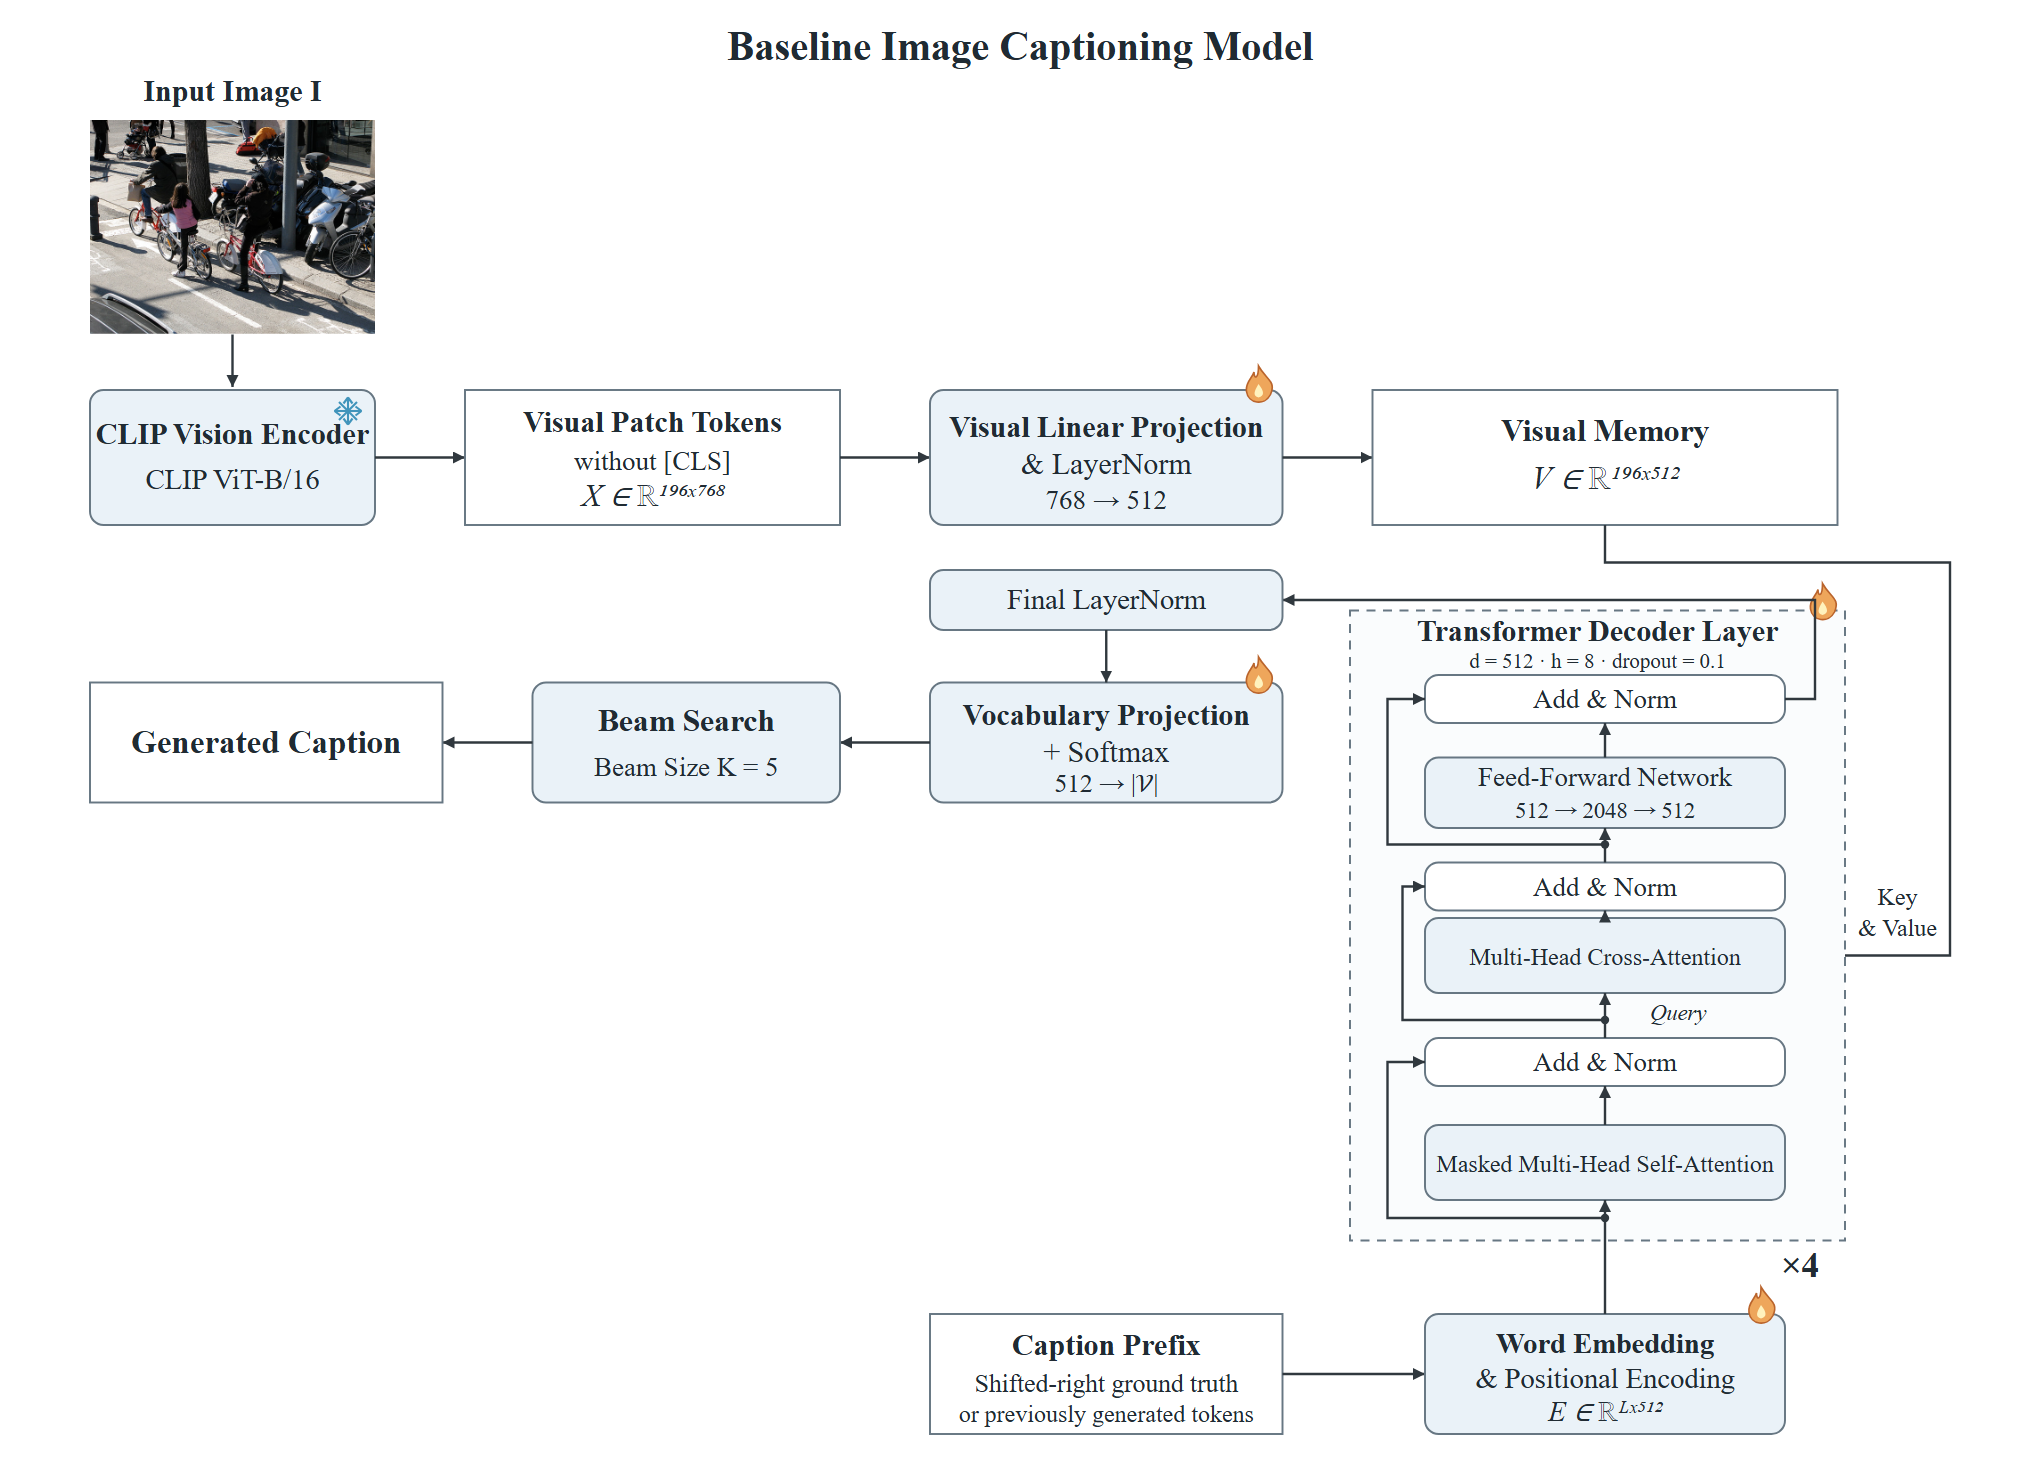 Baseline Image Captioning Model
Input Image I
CLIP Vision Encoder
CLIP ViT-B/16
Visual Patch Tokens
without [CLS]
X ∈ ℝ^196x768
Visual Linear Projection
& LayerNorm
768 → 512
Visual Memory
V ∈ ℝ^196x512
Final LayerNorm
Vocabulary Projection
+ Softmax
512 → |𝒱|
Beam Search
Beam Size K = 5
Generated Caption
Transformer Decoder Layer
d = 512 · h = 8 · dropout = 0.1
Add & Norm
Feed-Forward Network
512 → 2048 → 512
Add & Norm
Multi-Head Cross-Attention
Key
& Value
Query
Add & Norm
Masked Multi-Head Self-Attention
×4
Caption Prefix
Shifted-right ground truth
or previously generated tokens
Word Embedding
& Positional Encoding
E ∈ ℝ^Lx512